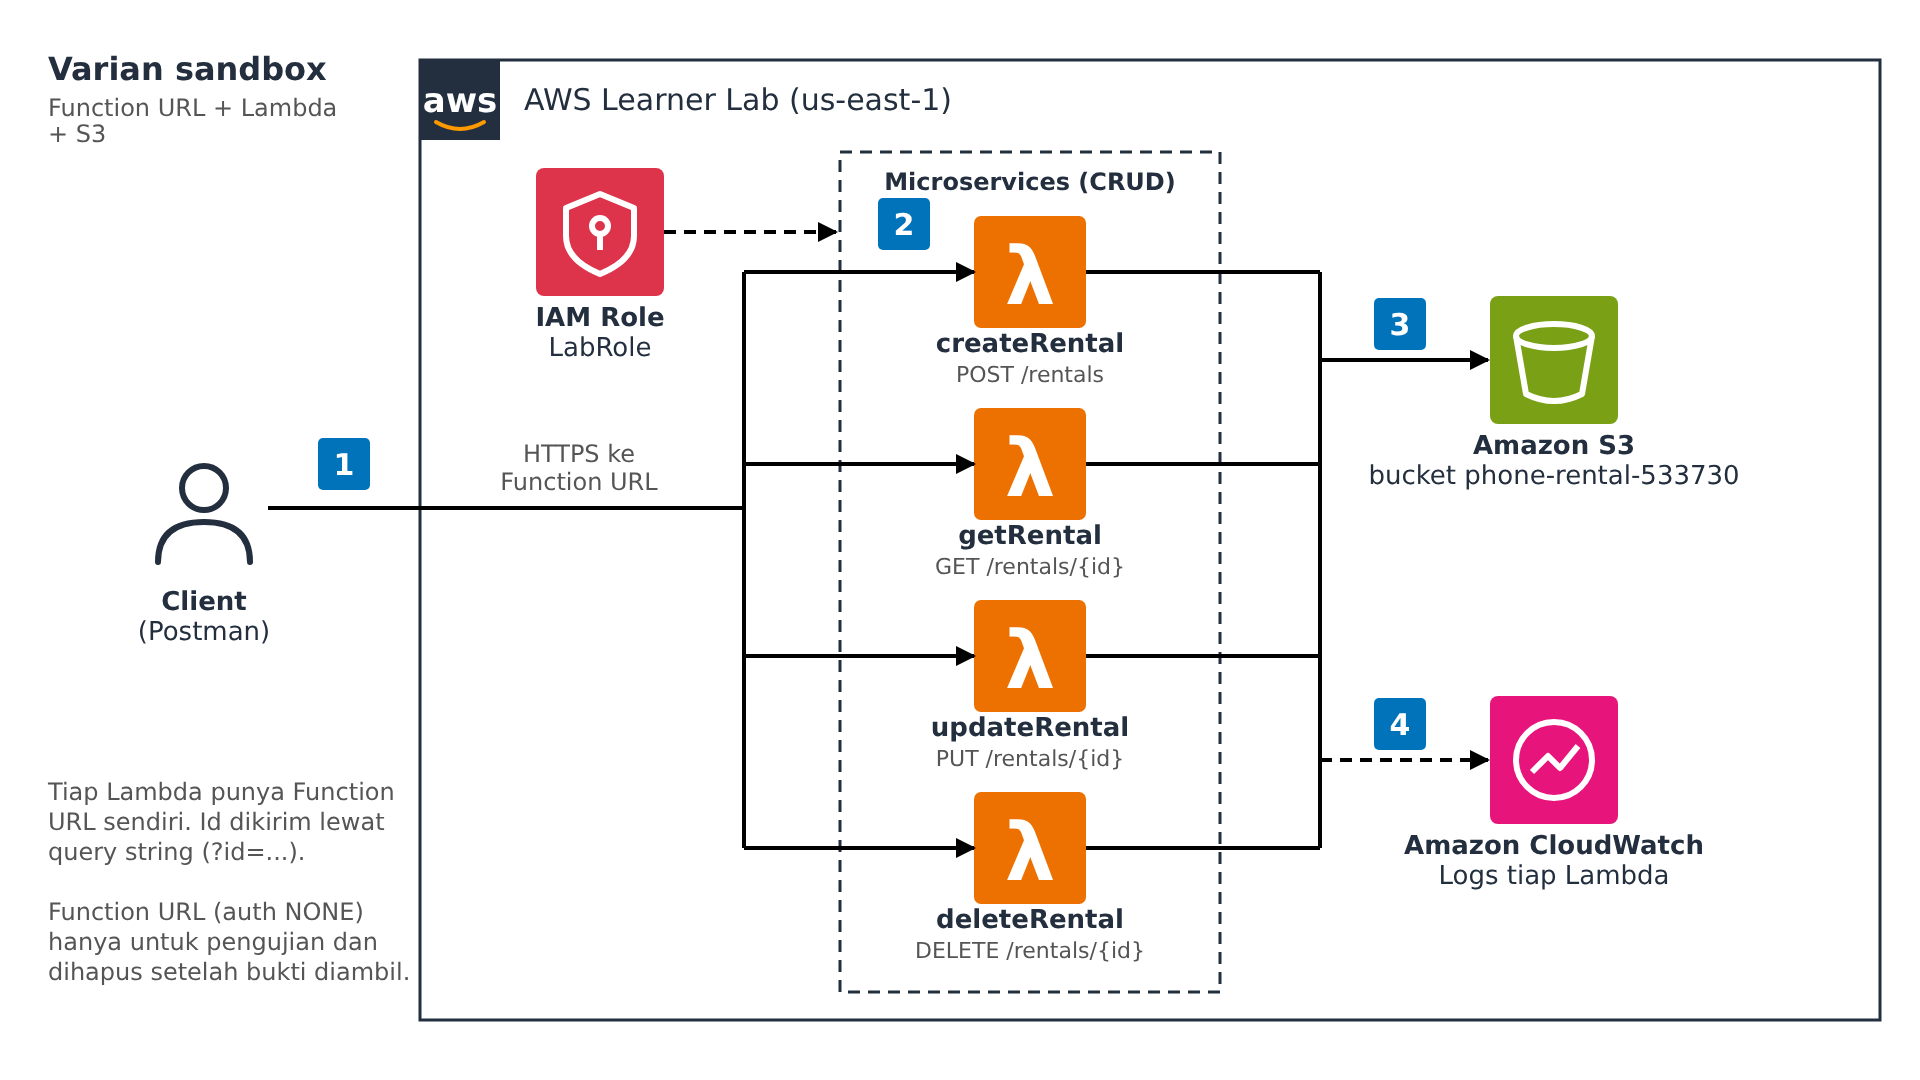 Varian sandbox
Function URL + Lambda
+ S3
aws
AWS Learner Lab (us-east-1)
Microservices (CRUD)
2
IAM Role
LabRole
λ
createRental
POST /rentals
3
Amazon S3
bucket phone-rental-533730
1
HTTPS ke
Function URL
Client
(Postman)
λ
getRental
GET /rentals/{id}
λ
updateRental
PUT /rentals/{id}
4
Amazon CloudWatch
Logs tiap Lambda
λ
deleteRental
DELETE /rentals/{id}
Tiap Lambda punya Function
URL sendiri. Id dikirim lewat
query string (?id=...).
Function URL (auth NONE)
hanya untuk pengujian dan
dihapus setelah bukti diambil.